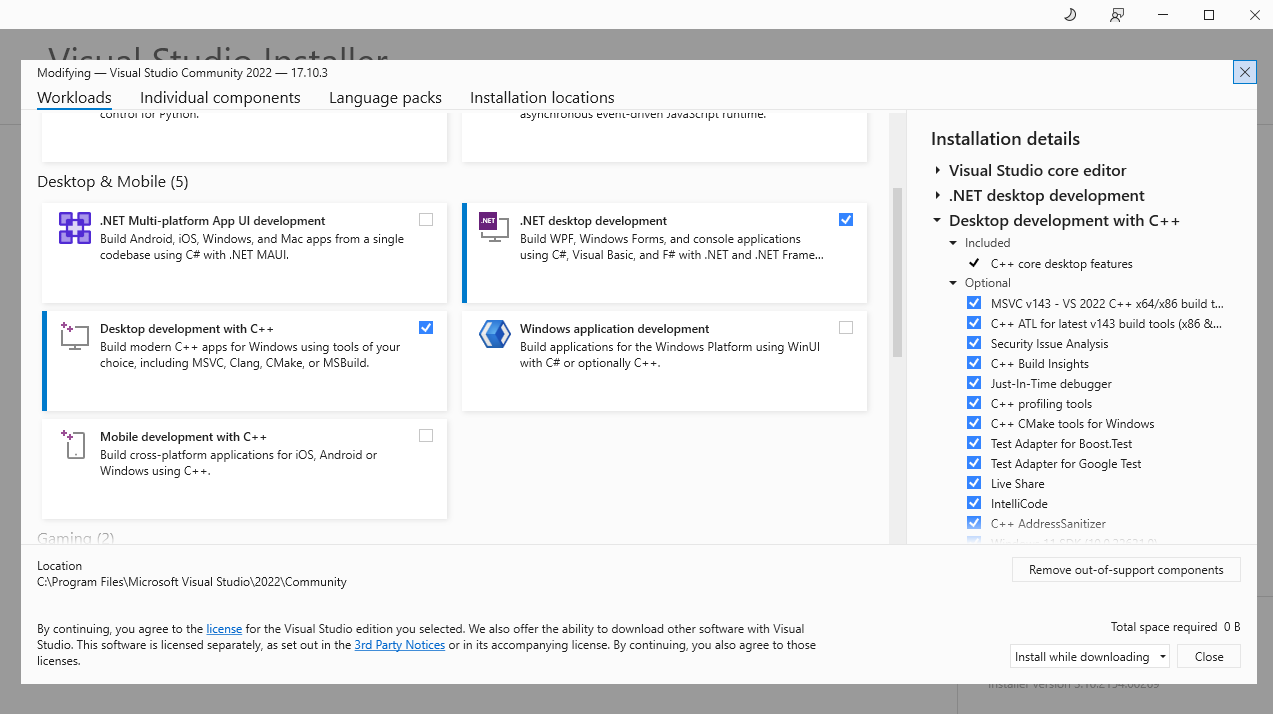 Visual Studio Installer
Modifying — Visual Studio Community 2022 — 17.10.3
Workloads
Individual components
Language packs
Installation locations
control for Python.
asynchronous event-driven JavaScript runtime.
Desktop & Mobile (5)
.NET Multi-platform App UI development
Build Android, iOS, Windows, and Mac apps from a single
codebase using C# with .NET MAUI.
.NET
.NET desktop development
Build WPF, Windows Forms, and console applications
using C#, Visual Basic, and F# with .NET and .NET Frame...
Desktop development with C++
Build modern C++ apps for Windows using tools of your
choice, including MSVC, Clang, CMake, or MSBuild.
Windows application development
Build applications for the Windows Platform using WinUI
with C# or optionally C++.
Mobile development with C++
Build cross-platform applications for iOS, Android or
Windows using C++.
Gaming (2)
Installation details
Visual Studio core editor
.NET desktop development
Desktop development with C++
Included
C++ core desktop features
Optional
MSVC v143 - VS 2022 C++ x64/x86 build t...
C++ ATL for latest v143 build tools (x86 &...
Security Issue Analysis
C++ Build Insights
Just-In-Time debugger
C++ profiling tools
C++ CMake tools for Windows
Test Adapter for Boost.Test
Test Adapter for Google Test
Live Share
IntelliCode
C++ AddressSanitizer
Windows 11 SDK (10.0.22621.0)
Location
C:\Program Files\Microsoft Visual Studio\2022\Community
Remove out-of-support components
By continuing, you agree to the license for the Visual Studio edition you selected. We also offer the ability to download other software with Visual
Studio. This software is licensed separately, as set out in the 3rd Party Notices or in its accompanying license. By continuing, you also agree to those
licenses.
Total space required 0 B
Install while downloading
Close